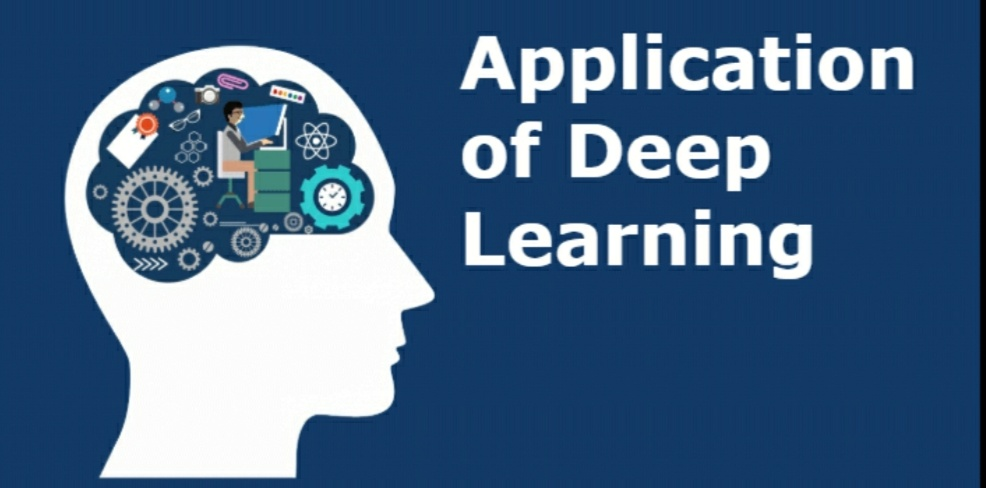 Application
of Deep
Learning